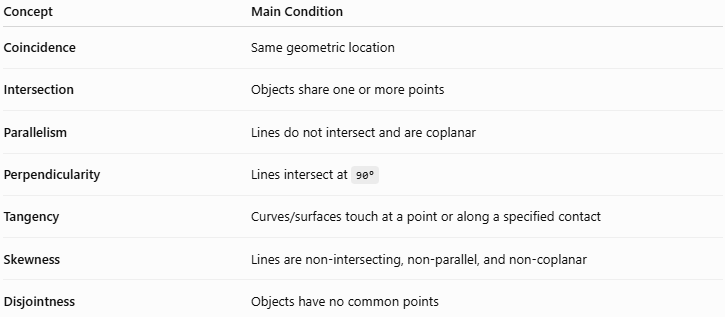 Concept Main Condition
Coincidence Same geometric location
Intersection Objects share one or more points
Parallelism Lines do not intersect and are coplanar
Perpendicularity Lines intersect at 90°
Tangency Curves/surfaces touch at a point or along a specified contact
Skewness Lines are non-intersecting, non-parallel, and non-coplanar
Disjointness Objects have no common points